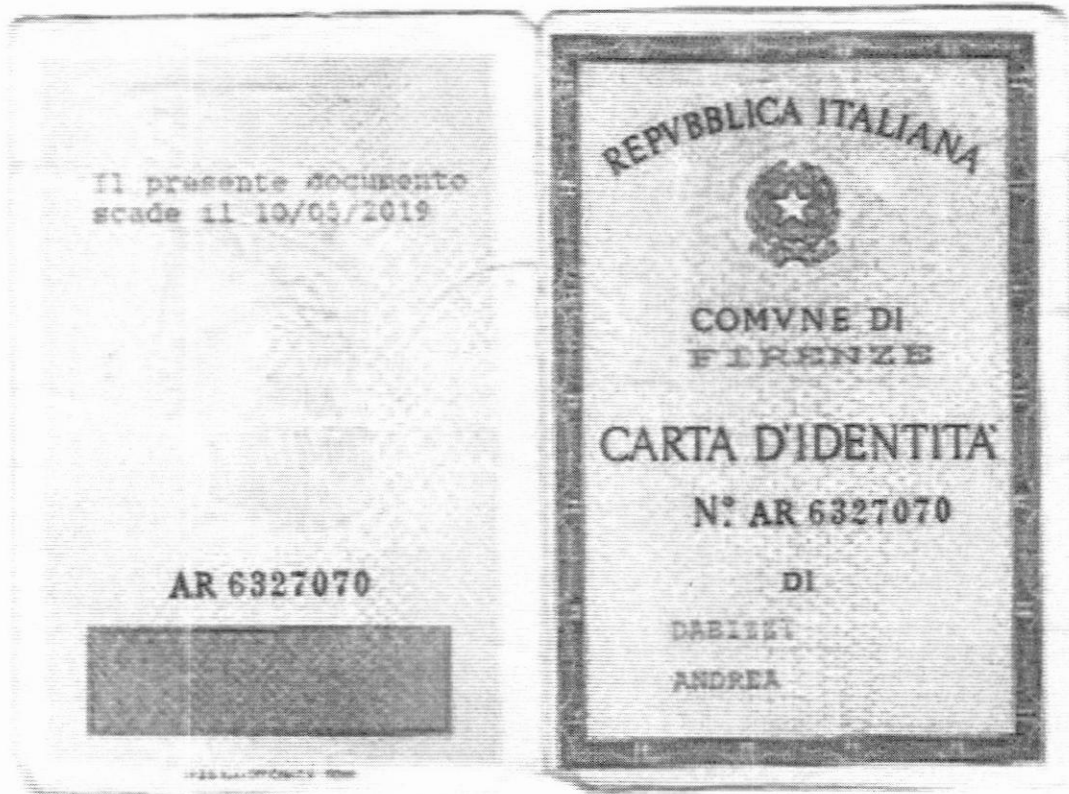 Il presente documento
scade il 10/05/2019
AR 6327070
REPVBBLICA ITALIANA
COMVNE DI
FIRENZE
CARTA D'IDENTITÀ
N° AR 6327070
DI
ANDREA